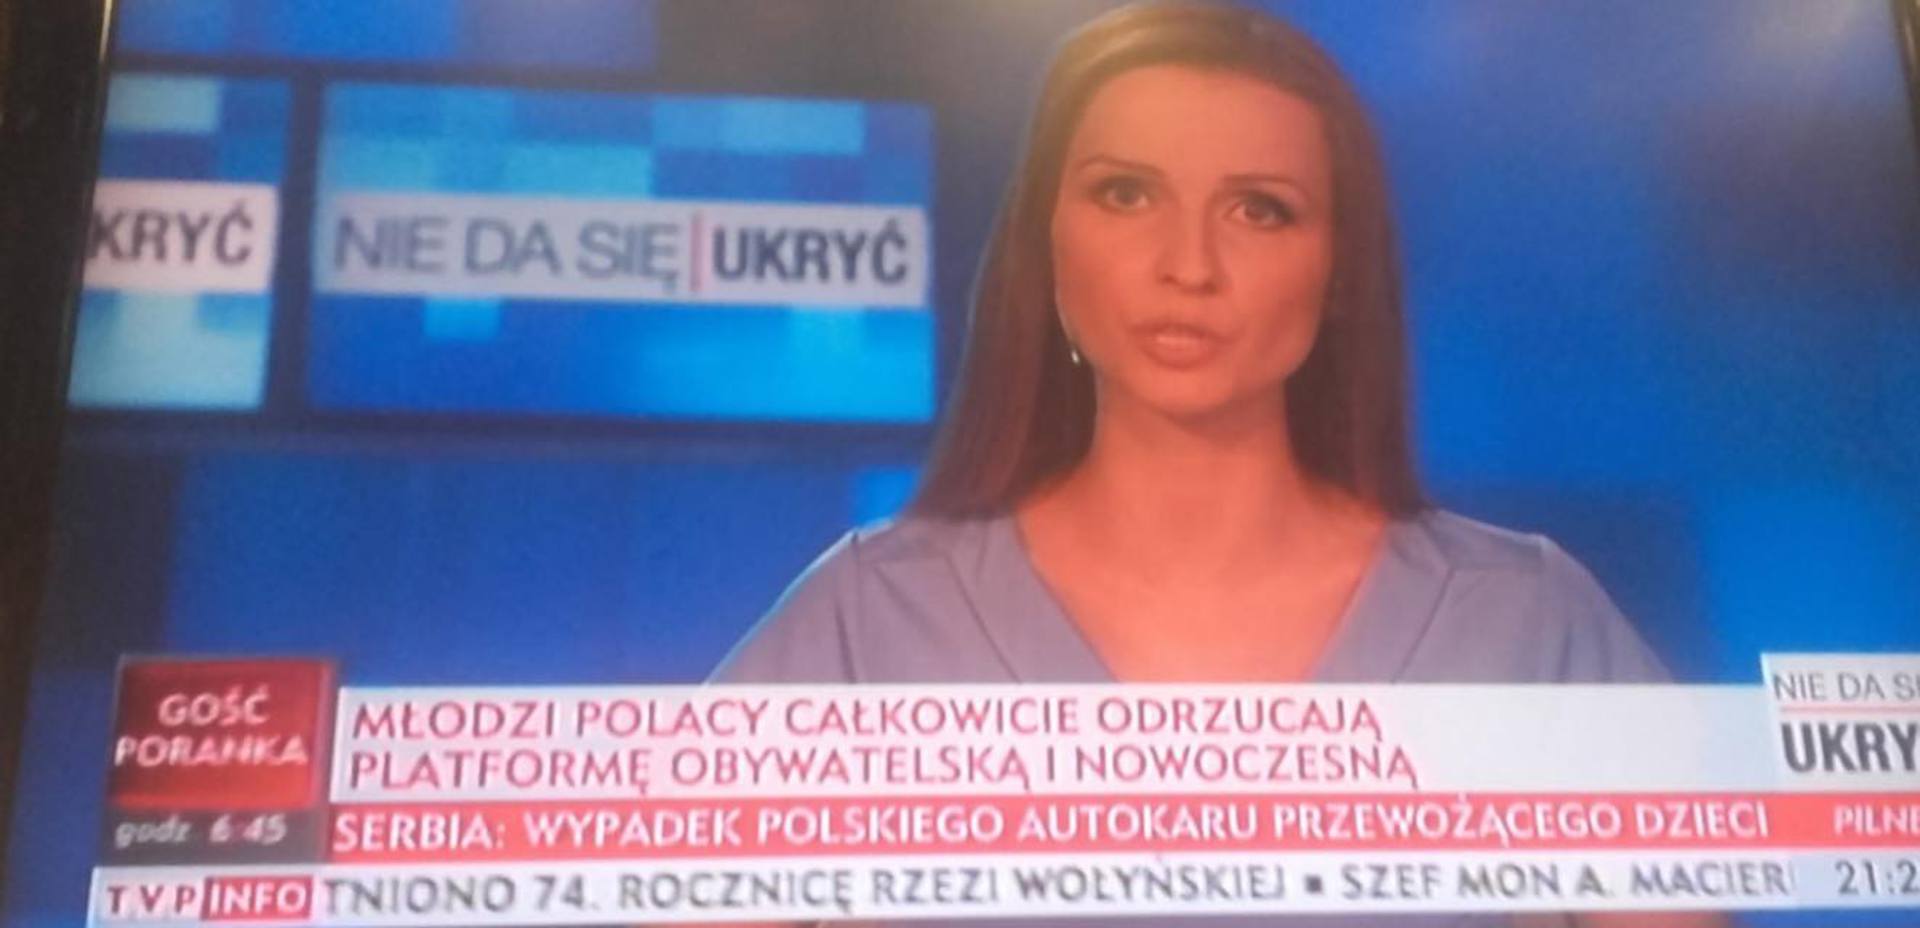 KRYĆ
NIE DA SIĘ|UKRYĆ
GOŚĆ
PORANKA
godz 6 45
MŁODZI POLACY CAŁKOWICIE ODRZUCAJĄ
PLATFORMĘ OBYWATELSKĄ I NOWOCZESNĄ
NIE DA SI
UKRY
SERBIA: WYPADEK POLSKIEGO AUTOKARU PRZEWOŻĄCEGO DZIECI PILNE
TVP INFO TNIONO 74. ROCZNICĘ RZEZI WOŁYŃSKIEJ ▪ SZEF MON A. MACIER 21:2